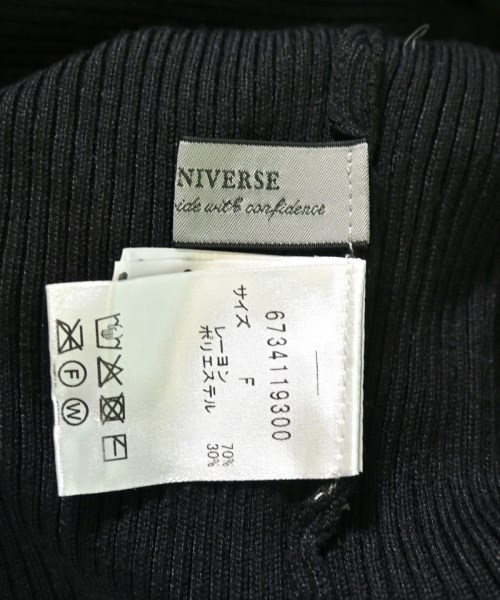 NIVERSE
ide with confidence
6734119300
サイズ F
レーヨン 70%
ポリエステル 30%
F
W